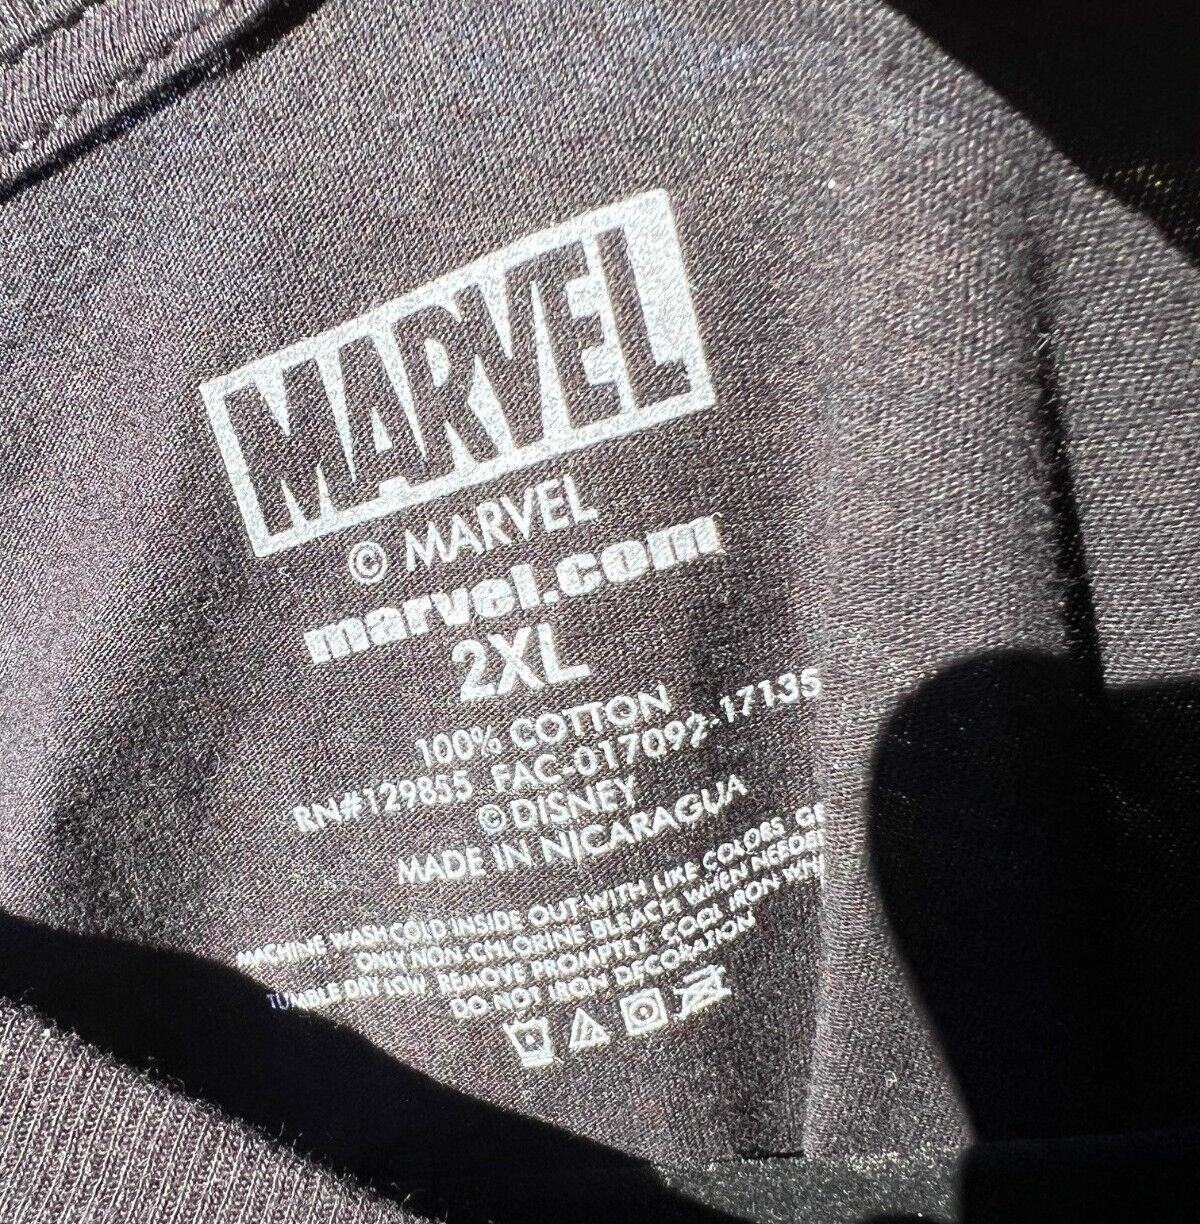 MARVEL
© MARVEL
marvel.com
2XL
100% COTTON
RN#129855 FAC-017092-17135
©DISNEY
MADE IN NICARAGUA
MACHINE WASH COLD INSIDE OUT WITH LIKE COLORS
ONLY NON-CHLORINE BLEACH WHEN NEEDED
TUMBLE DRY LOW REMOVE PROMPTLY COOL IRON
DO NOT IRON DECORATION